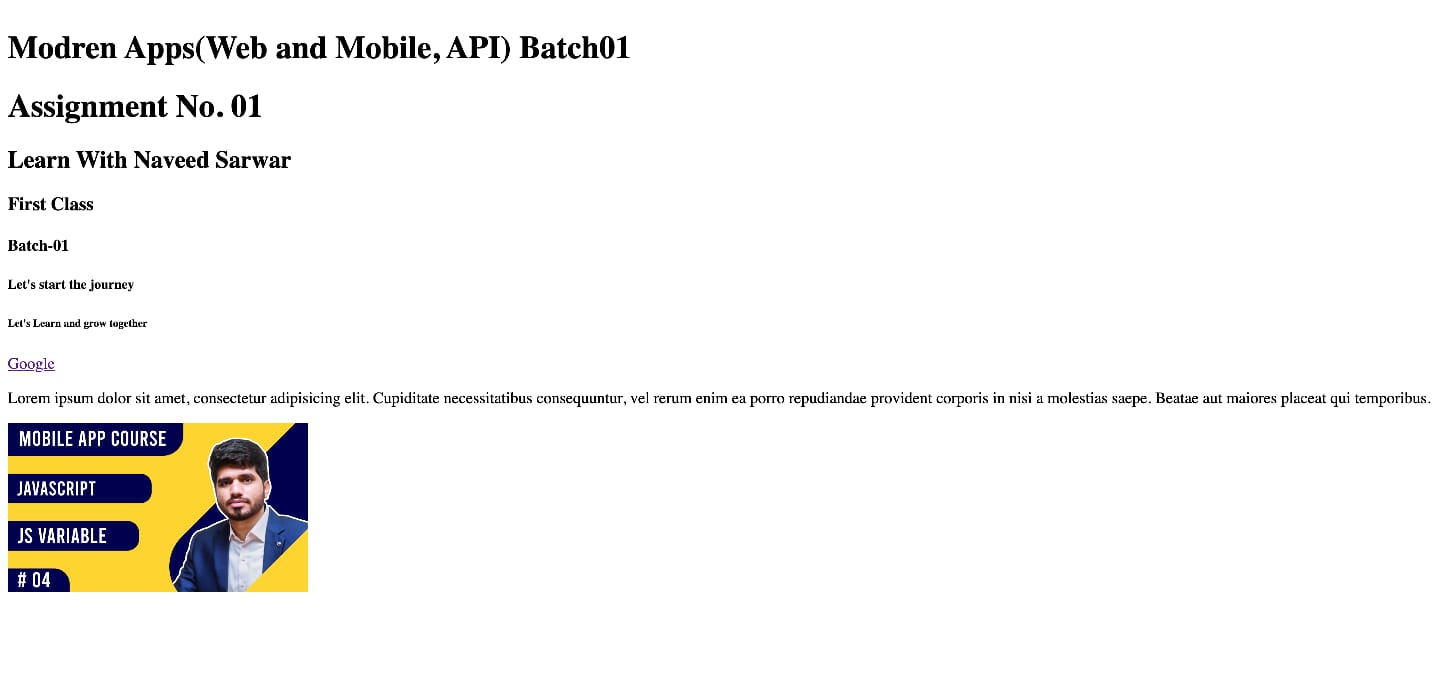 Modren Apps(Web and Mobile, API) Batch01
Assignment No. 01
Learn With Naveed Sarwar
First Class
Batch-01
Let's start the journey
Let's Learn and grow together
Google
Lorem ipsum dolor sit amet, consectetur adipisicing elit. Cupiditate necessitatibus consequuntur, vel rerum enim ea porro repudiandae provident corporis in nisi a molestias saepe. Beatae aut maiores placeat qui temporibus.
MOBILE APP COURSE
JAVASCRIPT
JS VARIABLE
# 04